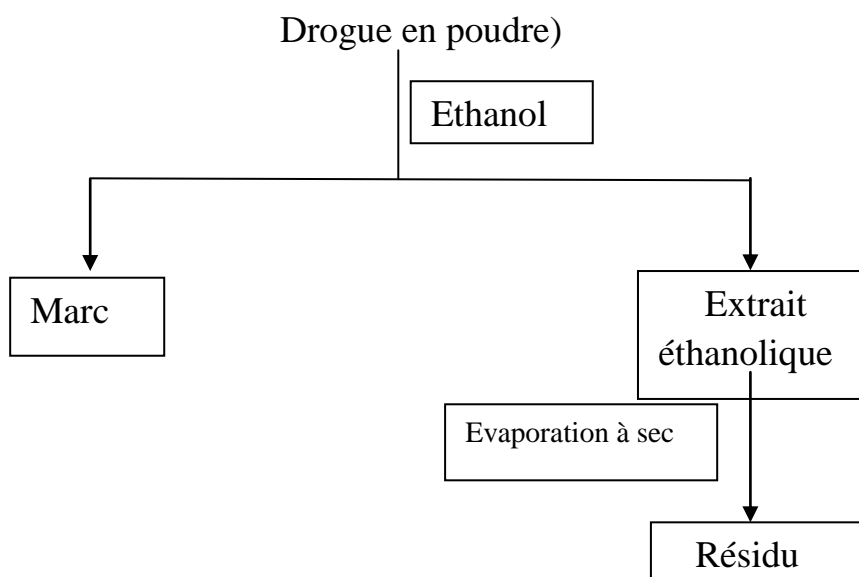 Drogue en poudre)
Ethanol
Marc
Extrait
éthanolique
Evaporation à sec
Résidu